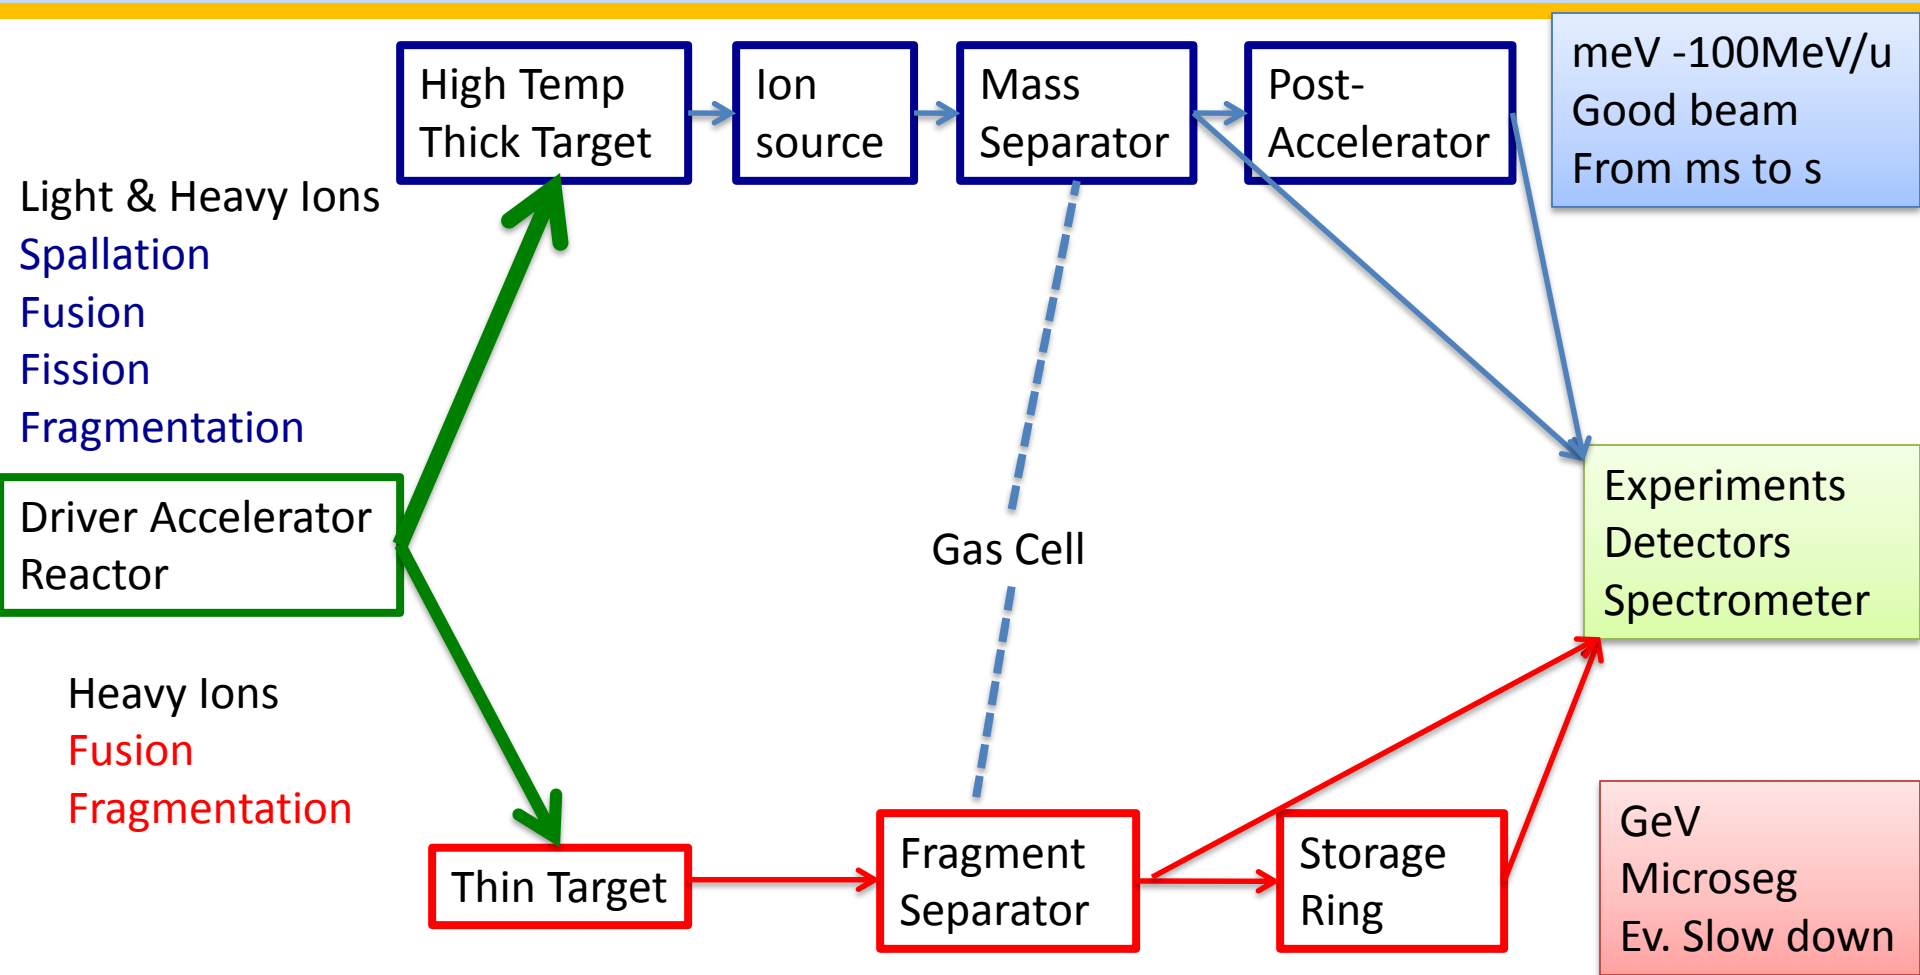 High Temp
Thick Target
Ion
source
Mass
Separator
Post-
Accelerator
meV -100MeV/u
Good beam
From ms to s
Light & Heavy Ions
Spallation
Fusion
Fission
Fragmentation
Driver Accelerator
Reactor
Gas Cell
Experiments
Detectors
Spectrometer
Heavy Ions
Fusion
Fragmentation
Thin Target
Fragment
Separator
Storage
Ring
GeV
Microseg
Ev. Slow down